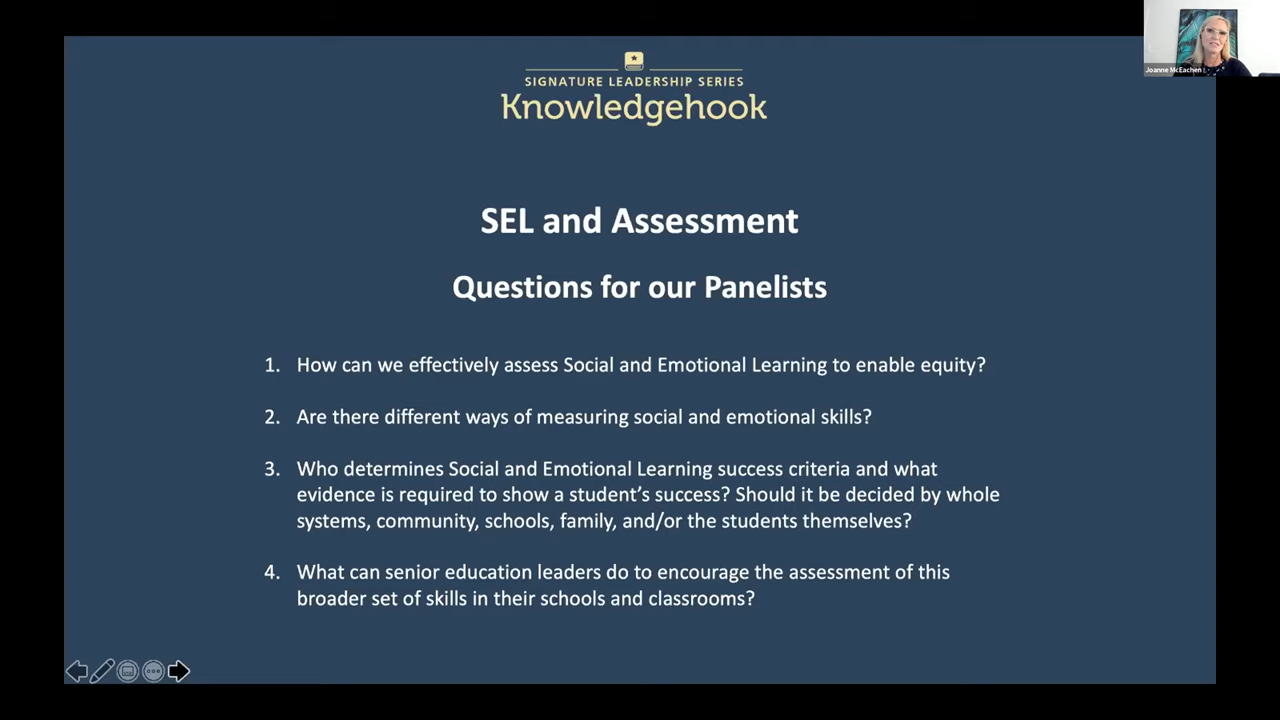 Joanne McEachen
SIGNATURE LEADERSHIP SERIES
Knowledgehook
SEL and Assessment
Questions for our Panelists
1. How can we effectively assess Social and Emotional Learning to enable equity?
2. Are there different ways of measuring social and emotional skills?
3. Who determines Social and Emotional Learning success criteria and what
evidence is required to show a student’s success? Should it be decided by whole
systems, community, schools, family, and/or the students themselves?
4. What can senior education leaders do to encourage the assessment of this
broader set of skills in their schools and classrooms?